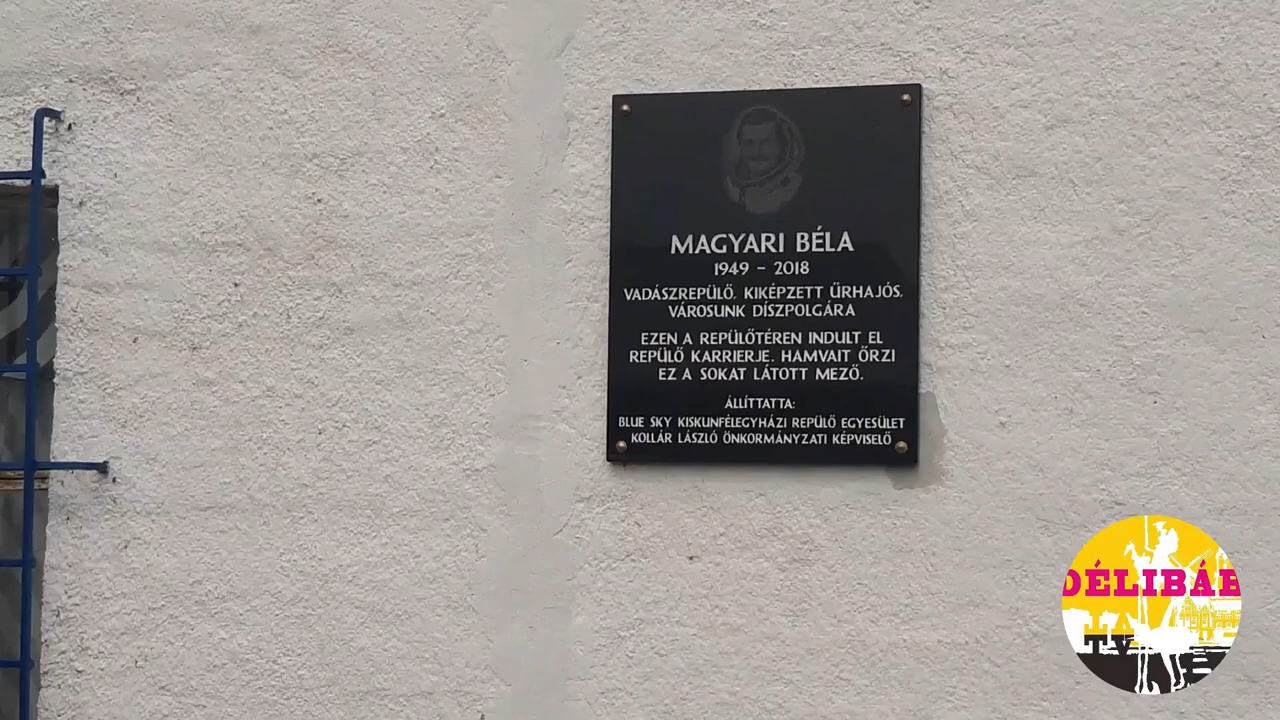 MAGYARI BÉLA
1949 – 2018
VADÁSZREPÜLŐ, KIKÉPZETT ŰRHAJÓS,
VÁROSUNK DÍSZPOLGÁRA
EZEN A REPÜLŐTÉREN INDULT EL
REPÜLŐ KARRIERJE. HAMVAIT ŐRZI
EZ A SOKAT LÁTOTT MEZŐ.
ÁLLÍTTATTA:
BLUE SKY KISKUNFÉLEGYHÁZI REPÜLŐ EGYESÜLET
KOLLÁR LÁSZLÓ ÖNKORMÁNYZATI KÉPVISELŐ
DÉLIBÁB
TV